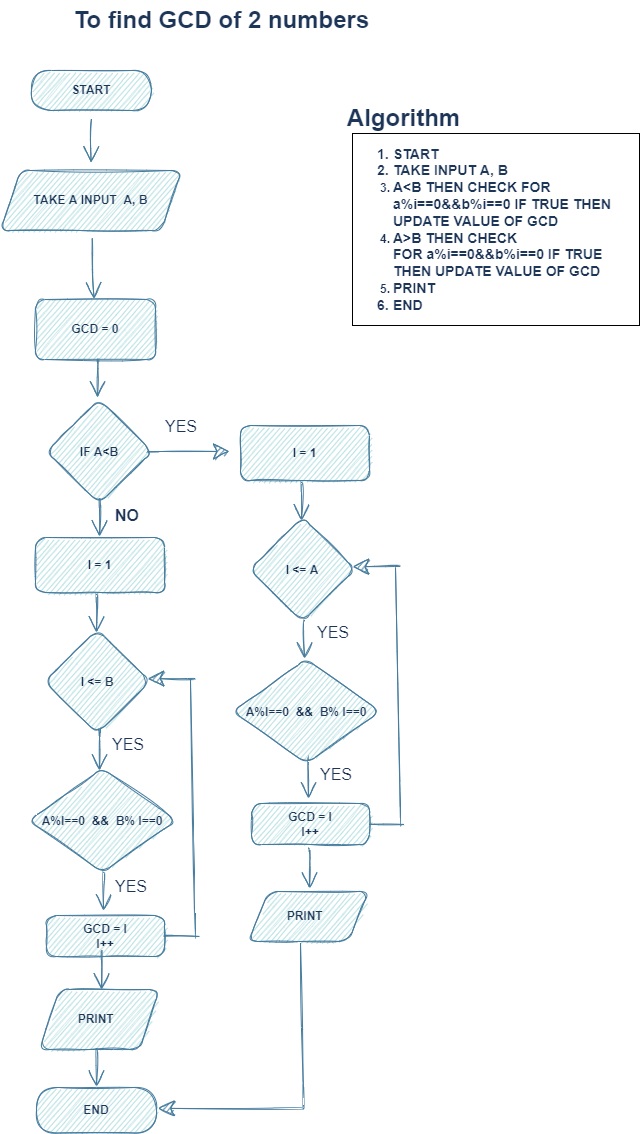 To find GCD of 2 numbers
START
TAKE A INPUT A, B
GCD = 0
IF A<B
YES
NO
I = 1
I <= B
YES
A%I==0 && B% I==0
YES
GCD = I
I++
PRINT
END
I = 1
I <= A
YES
A%I==0 && B% I==0
YES
GCD = I
I++
PRINT
Algorithm
1. START
2. TAKE INPUT A, B
3. A<B THEN CHECK FOR
a%i==0&&b%i==0 IF TRUE THEN
UPDATE VALUE OF GCD
4. A>B THEN CHECK
FOR a%i==0&&b%i==0 IF TRUE
THEN UPDATE VALUE OF GCD
5. PRINT
6. END